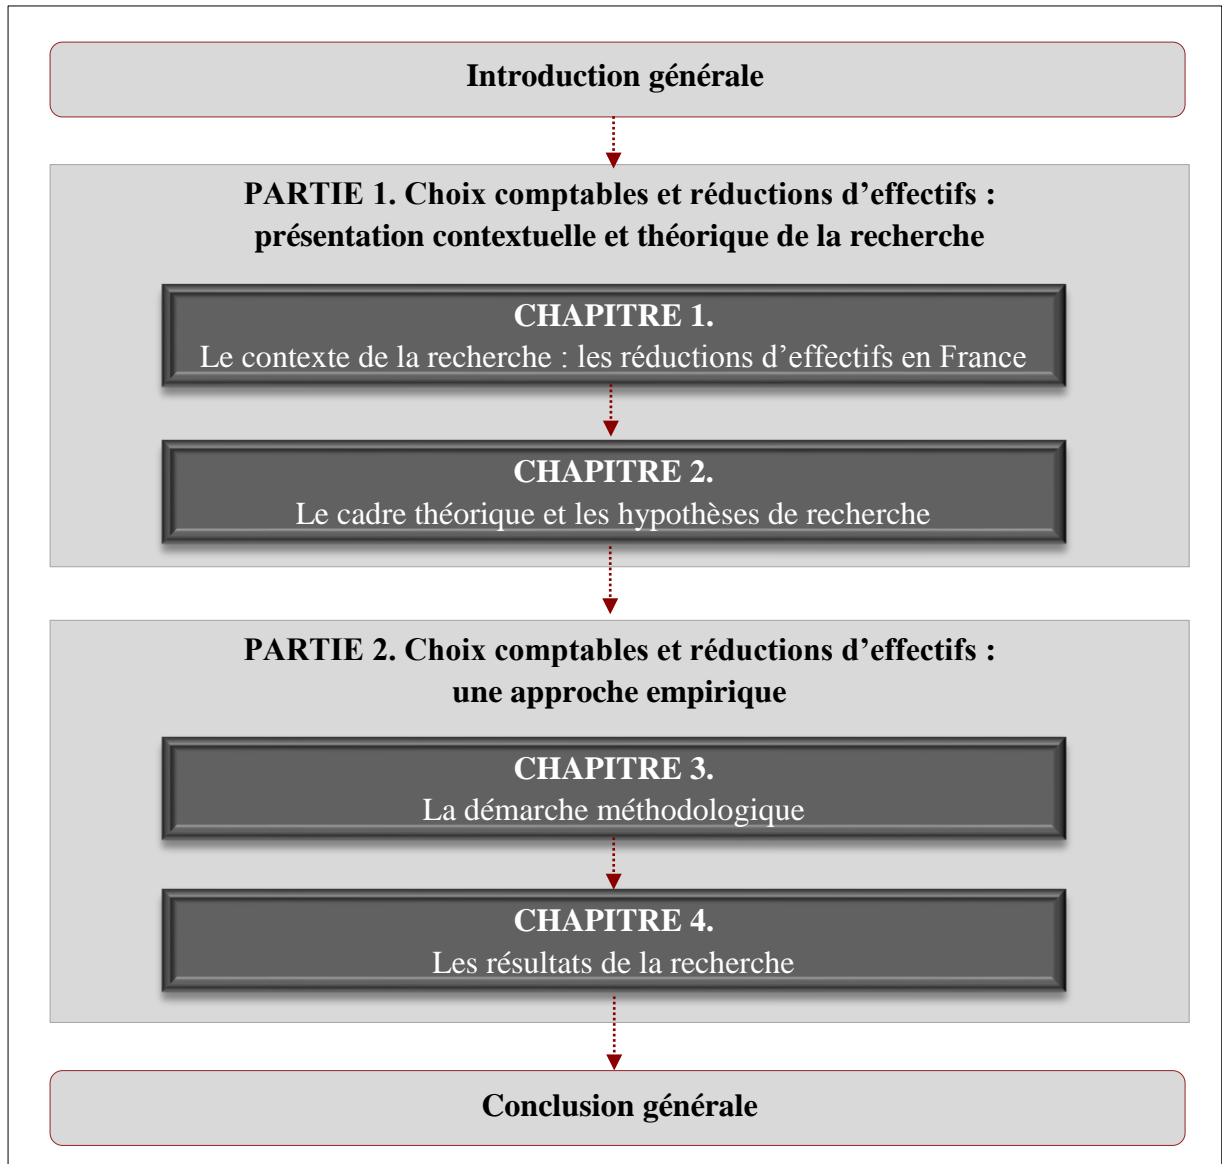 Introduction générale
PARTIE 1. Choix comptables et réductions d’effectifs :
présentation contextuelle et théorique de la recherche
CHAPITRE 1.
Le contexte de la recherche : les réductions d’effectifs en France
CHAPITRE 2.
Le cadre théorique et les hypothèses de recherche
PARTIE 2. Choix comptables et réductions d’effectifs :
une approche empirique
CHAPITRE 3.
La démarche méthodologique
CHAPITRE 4.
Les résultats de la recherche
Conclusion générale